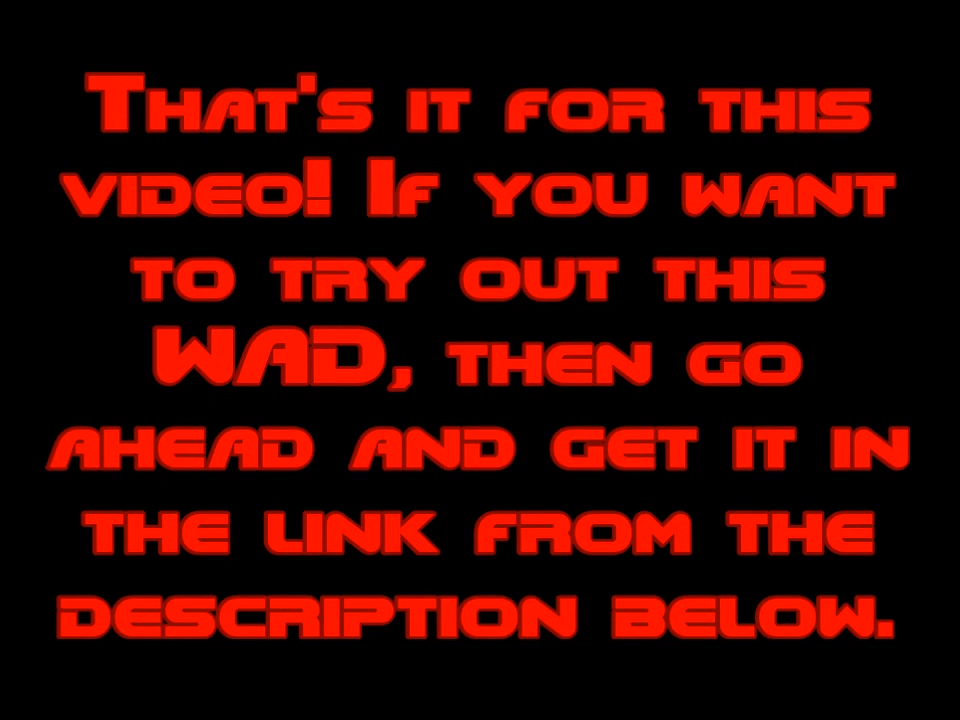 That's it for this
video! If you want
to try out this
WAD, then go
ahead and get it in
the link from the
description below.